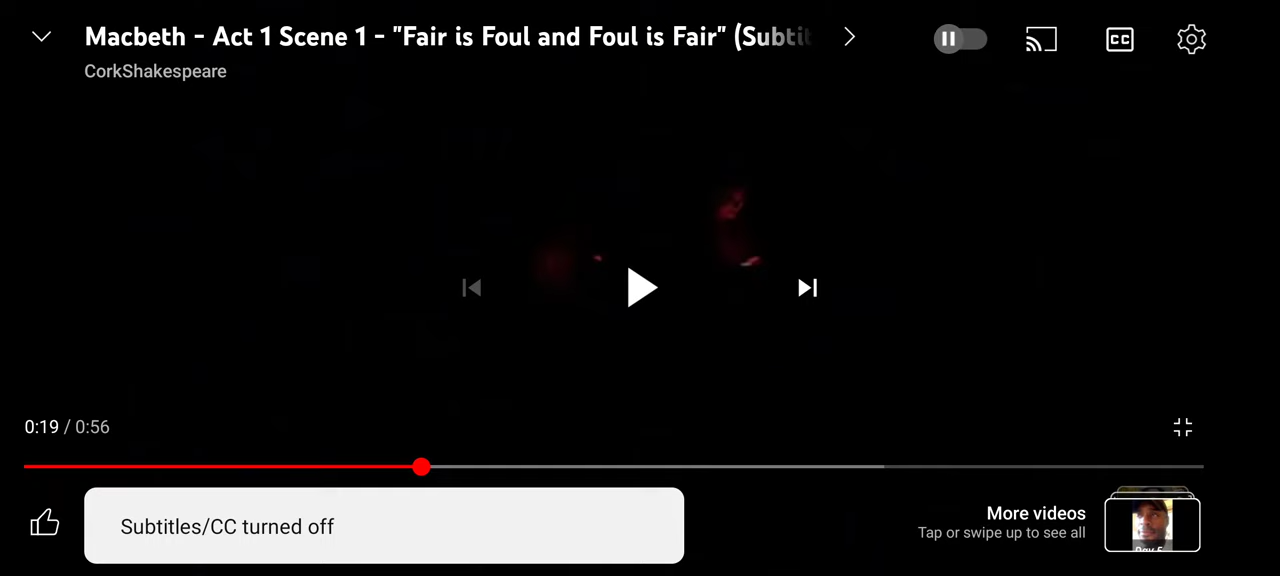 Macbeth - Act 1 Scene 1 - "Fair is Foul and Foul is Fair" (Subtit
CorkShakespeare
CC
0:19 / 0:56
Subtitles/CC turned off
More videos
Tap or swipe up to see all